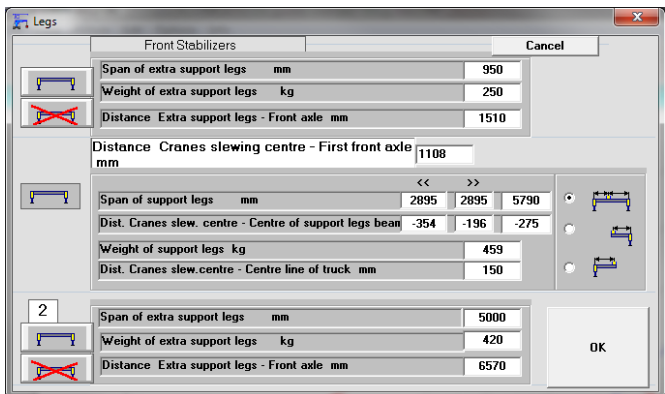 Legs
Front Stabilizers Cancel
Span of extra support legs mm 950
Weight of extra support legs kg 250
Distance Extra support legs - Front axle mm 1510
Distance Cranes slewing centre - First front axle 1108
mm
<< >>
Span of support legs mm 2895 2895 5790
Dist. Cranes slew. centre - Centre of support legs bean -354 -196 -275
Weight of support legs kg 459
Dist. Cranes slew.centre - Centre line of truck mm 150
2
Span of extra support legs mm 5000
Weight of extra support legs kg 420
Distance Extra support legs - Front axle mm 6570
OK